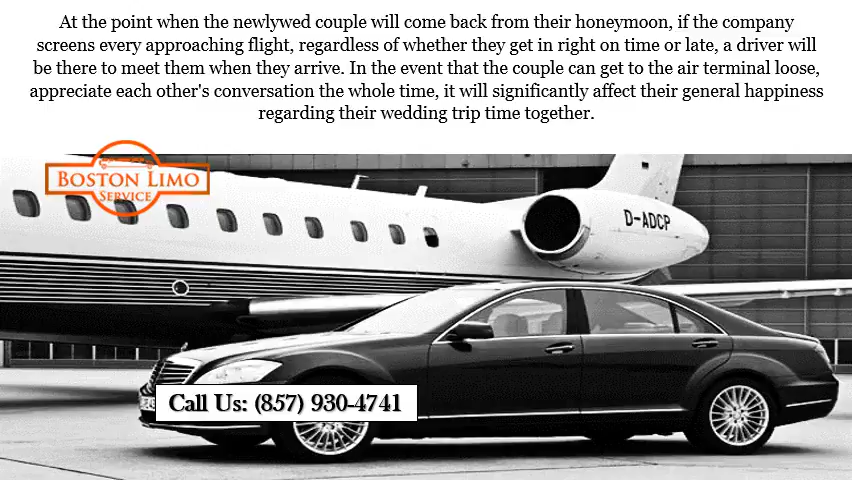 At the point when the newlywed couple will come back from their honeymoon, if the company
screens every approaching flight, regardless of whether they get in right on time or late, a driver will
be there to meet them when they arrive. In the event that the couple can get to the air terminal loose,
appreciate each other's conversation the whole time, it will significantly affect their general happiness
regarding their wedding trip time together.
BOSTON LIMO
SERVICE
D-ADCP
Call Us: (857) 930-4741